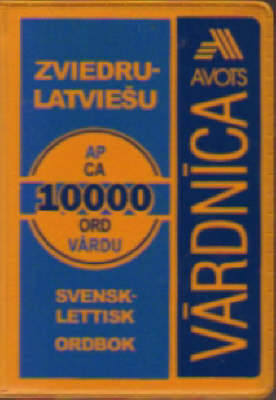 ZVIEDRU-
LATVIEŠU
AP
CA
10000
ORD
VĀRDU
SVENSK-
LETTISK
ORDBOK
AVOTS
VĀRDNĪCA